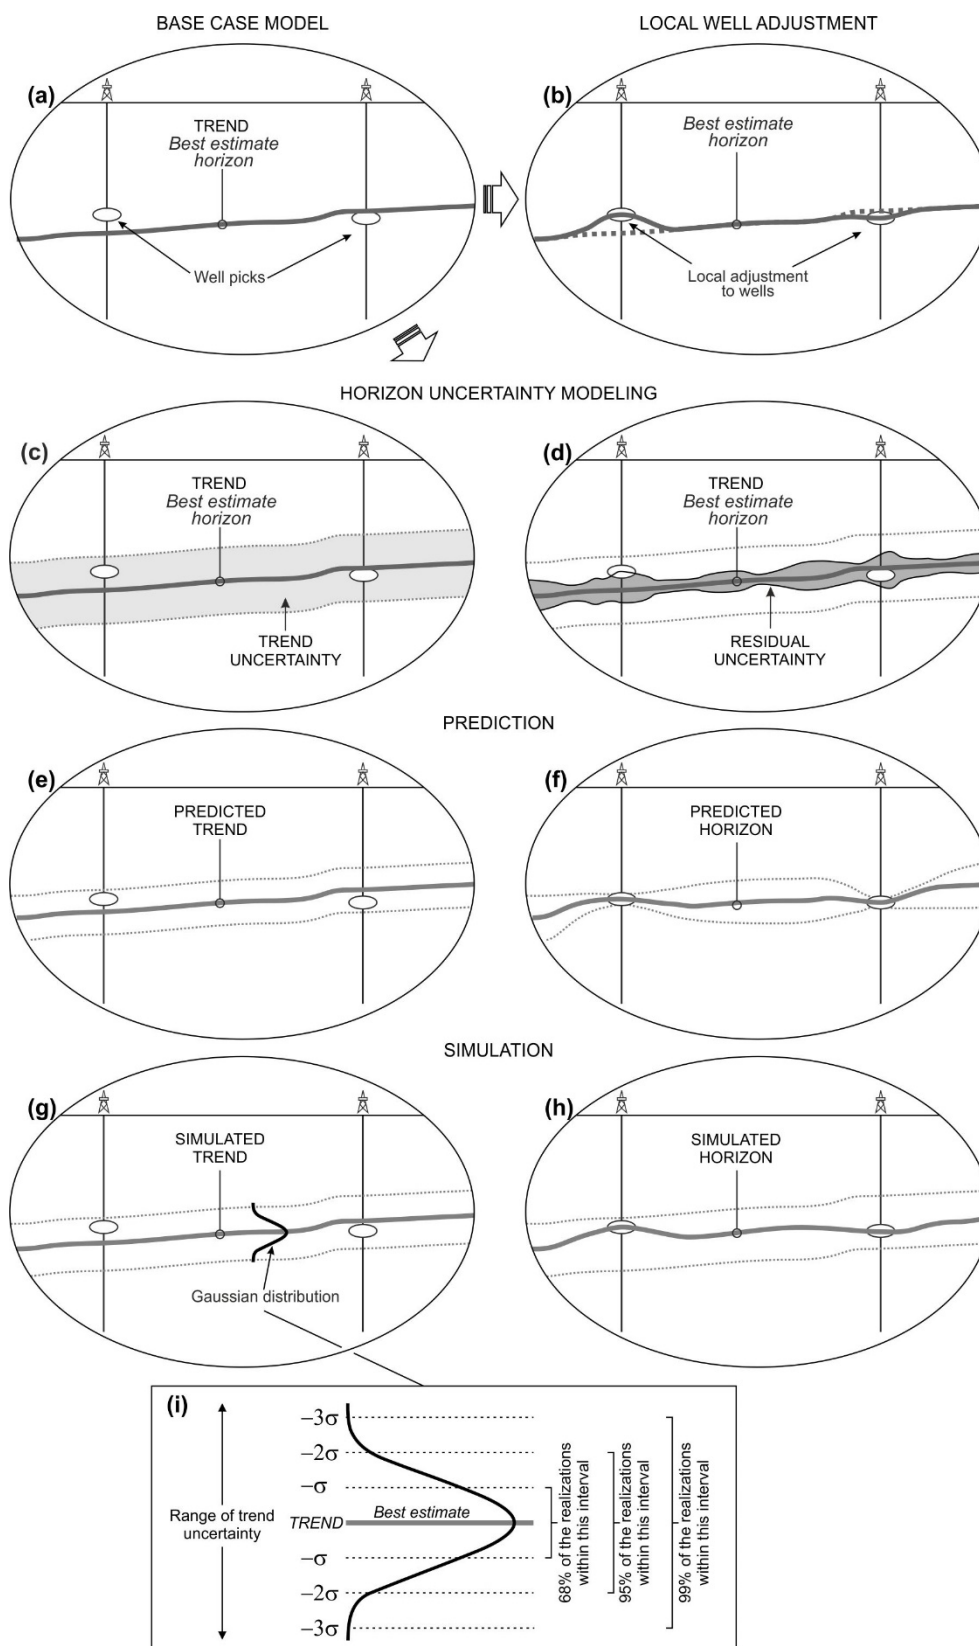 BASE CASE MODEL
LOCAL WELL ADJUSTMENT
(a)
TREND
Best estimate
horizon
Well picks
(b)
Best estimate
horizon
Local adjustment
to wells
HORIZON UNCERTAINTY MODELING
(c)
TREND
Best estimate
horizon
TREND
UNCERTAINTY
(d)
TREND
Best estimate
horizon
RESIDUAL
UNCERTAINTY
PREDICTION
(e)
PREDICTED
TREND
(f)
PREDICTED
HORIZON
SIMULATION
(g)
SIMULATED
TREND
Gaussian distribution
(h)
SIMULATED
HORIZON
(i)
Range of trend
uncertainty
−3σ
−2σ
−σ
TREND
Best estimate
−σ
−2σ
−3σ
68% of the realizations
within this interval
95% of the realizations
within this interval
99% of the realizations
within this interval